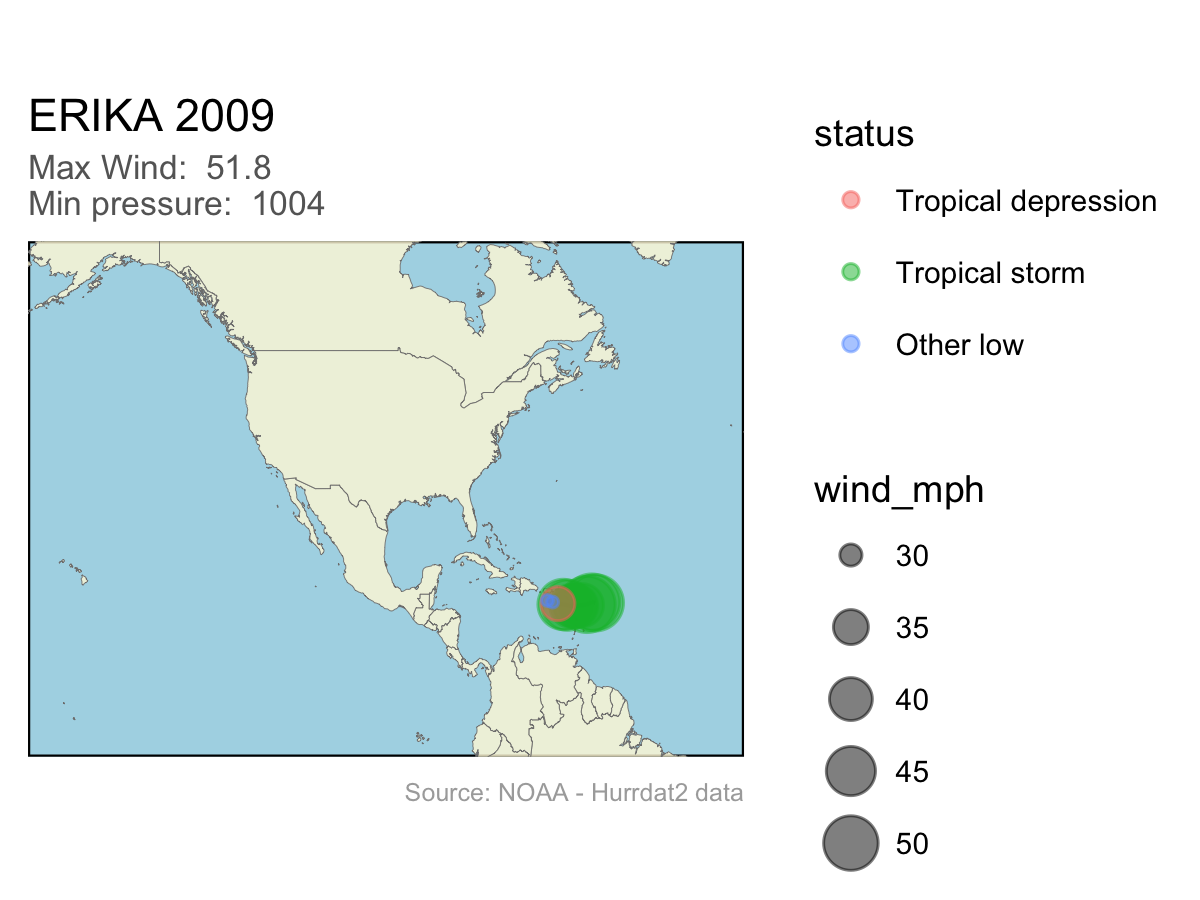 ERIKA 2009
Max Wind:  51.8
Min pressure:  1004
Source: NOAA - Hurrdat2 data
status
Tropical depression
Tropical storm
Other low
wind_mph
30
35
40
45
50